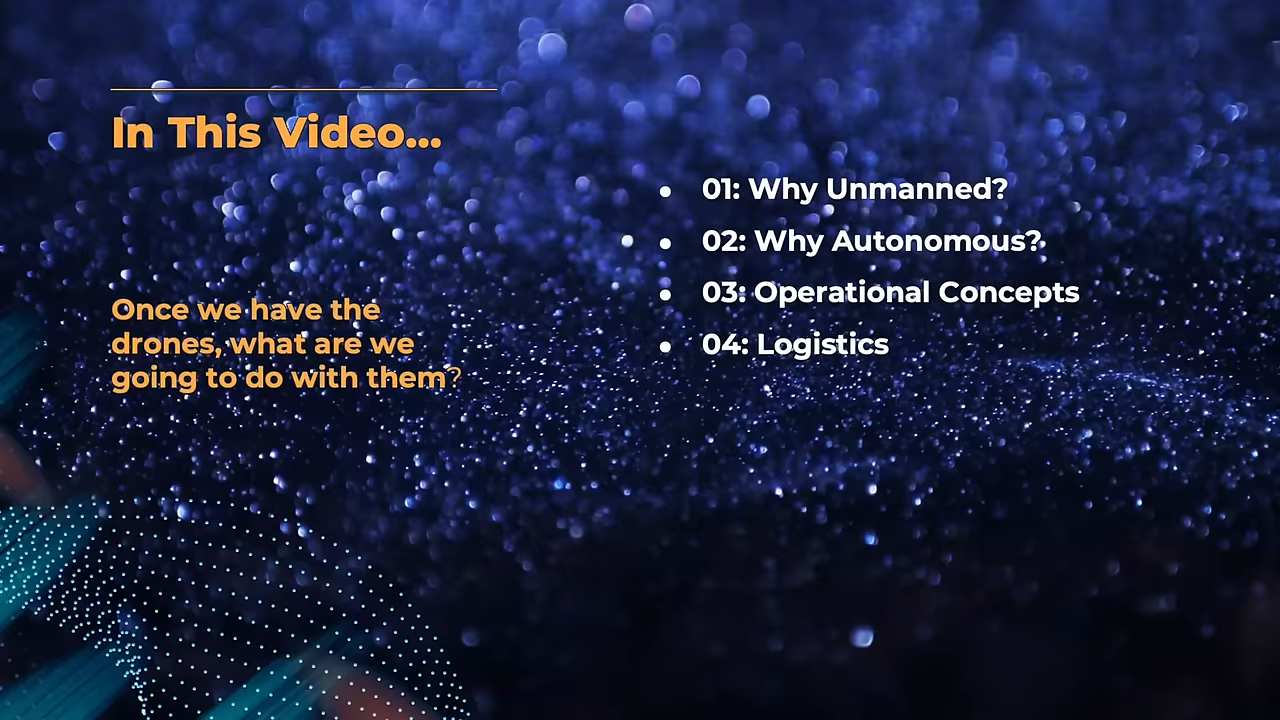 In This Video...
Once we have the
drones, what are we
going to do with them?
• 01: Why Unmanned?
• 02: Why Autonomous?
• 03: Operational Concepts
• 04: Logistics